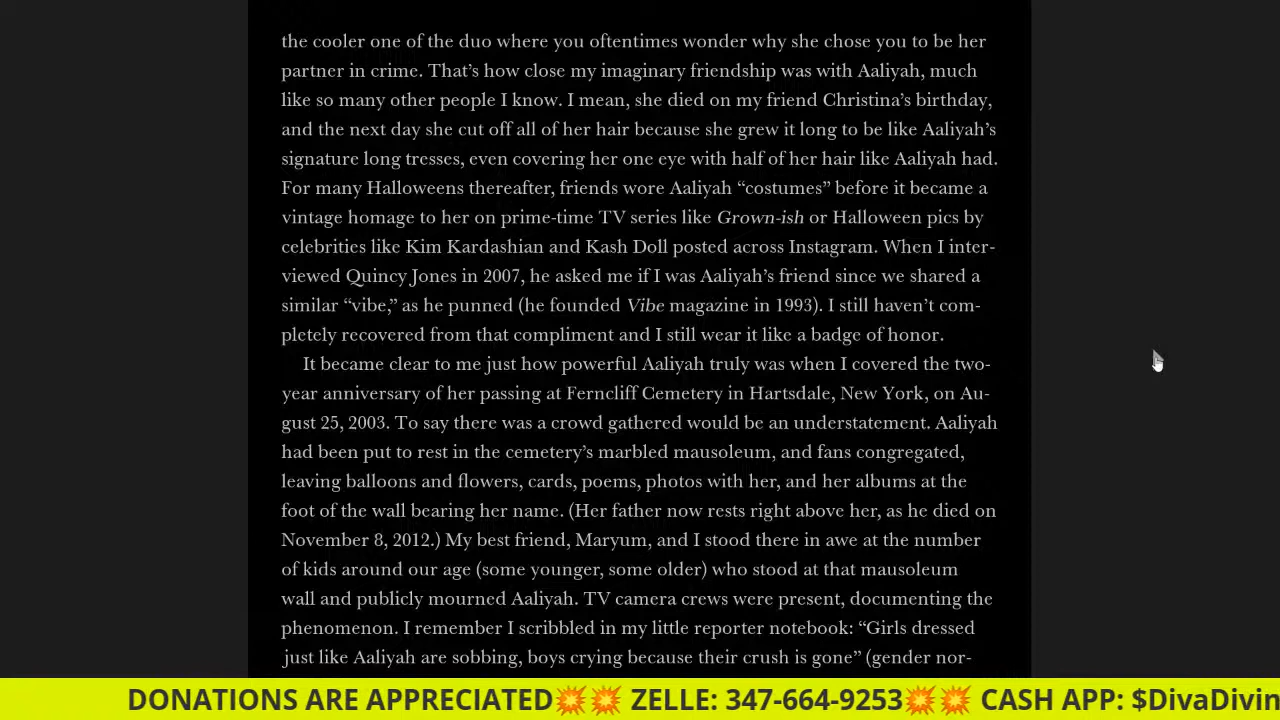 the cooler one of the duo where you oftentimes wonder why she chose you to be her
partner in crime. That’s how close my imaginary friendship was with Aaliyah, much
like so many other people I know. I mean, she died on my friend Christina’s birthday,
and the next day she cut off all of her hair because she grew it long to be like Aaliyah’s
signature long tresses, even covering her one eye with half of her hair like Aaliyah had.
For many Halloweens thereafter, friends wore Aaliyah “costumes” before it became a
vintage homage to her on prime-time TV series like Grown-ish or Halloween pics by
celebrities like Kim Kardashian and Kash Doll posted across Instagram. When I inter-
viewed Quincy Jones in 2007, he asked me if I was Aaliyah’s friend since we shared a
similar “vibe,” as he punned (he founded Vibe magazine in 1993). I still haven’t com-
pletely recovered from that compliment and I still wear it like a badge of honor.
It became clear to me just how powerful Aaliyah truly was when I covered the two-
year anniversary of her passing at Ferncliff Cemetery in Hartsdale, New York, on Au-
gust 25, 2003. To say there was a crowd gathered would be an understatement. Aaliyah
had been put to rest in the cemetery’s marbled mausoleum, and fans congregated,
leaving balloons and flowers, cards, poems, photos with her, and her albums at the
foot of the wall bearing her name. (Her father now rests right above her, as he died on
November 8, 2012.) My best friend, Maryum, and I stood there in awe at the number
of kids around our age (some younger, some older) who stood at that mausoleum
wall and publicly mourned Aaliyah. TV camera crews were present, documenting the
phenomenon. I remember I scribbled in my little reporter notebook: “Girls dressed
just like Aaliyah are sobbing, boys crying because their crush is gone” (gender nor-
DONATIONS ARE APPRECIATED💥💥 ZELLE: 347-664-9253💥💥 CASH APP: $DivaDivin